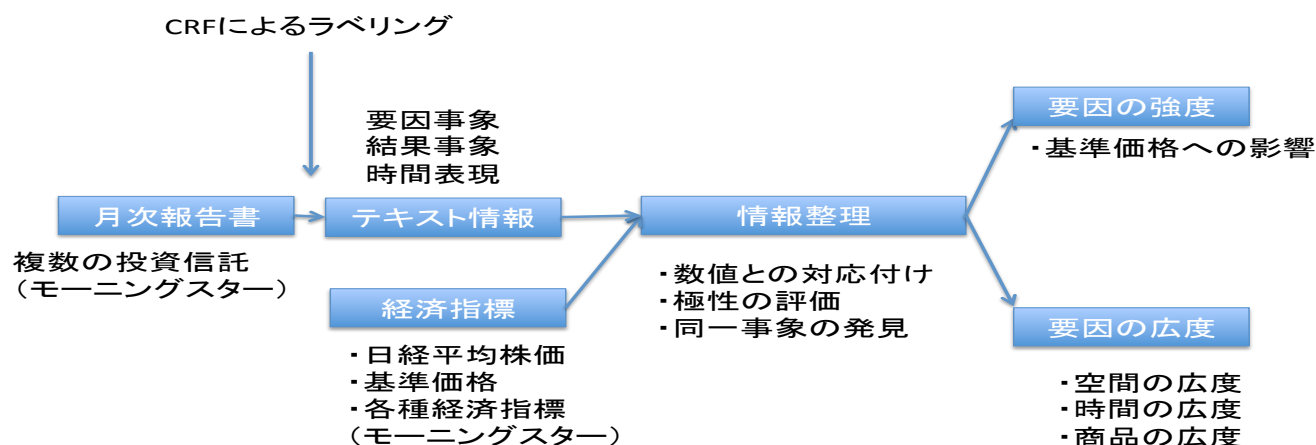 CRFによるラベリング
要因事象
結果事象
時間表現
月次報告書
複数の投資信託
（モーニングスター）
テキスト情報
経済指標
・日経平均株価
・基準価格
・各種経済指標
（モーニングスター）
情報整理
・数値との対応付け
・極性の評価
・同一事象の発見
要因の強度
・基準価格への影響
要因の広度
・空間の広度
・時間の広度
・商品の広度